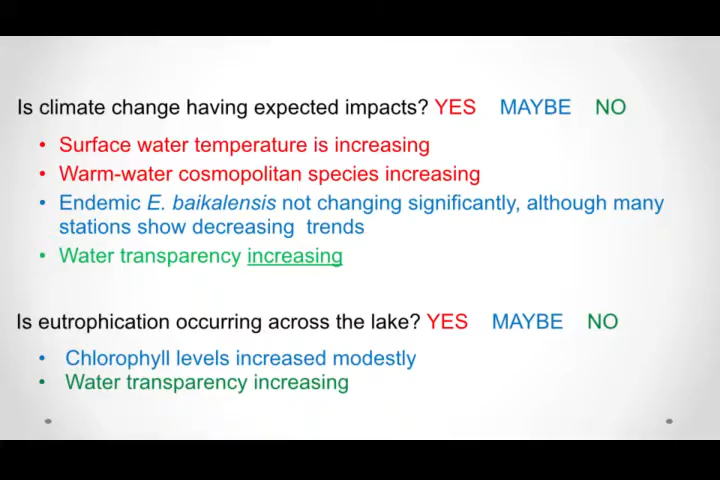 Is climate change having expected impacts? YES MAYBE NO
• Surface water temperature is increasing
• Warm-water cosmopolitan species increasing
• Endemic E. baikalensis not changing significantly, although many
stations show decreasing trends
• Water transparency increasing
Is eutrophication occurring across the lake? YES MAYBE NO
• Chlorophyll levels increased modestly
• Water transparency increasing